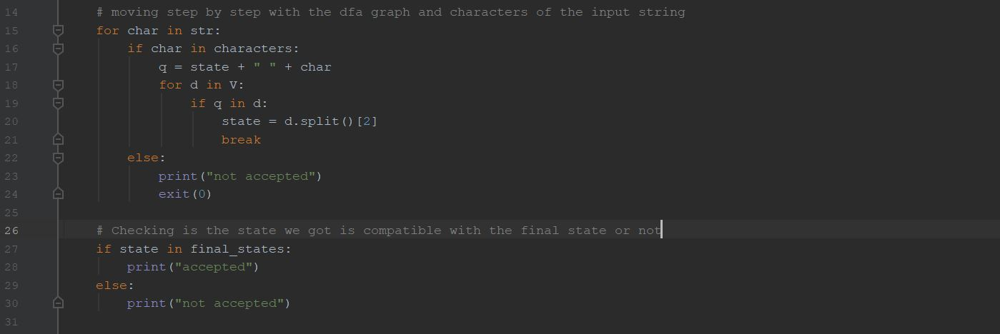 14 # moving step by step with the dfa graph and characters of the input string
15 for char in str:
16 if char in characters:
17 q = state + " " + char
18 for d in V:
19 if q in d:
20 state = d.split()[2]
21 break
22 else:
23 print("not accepted")
24 exit(0)
25
26 # Checking is the state we got is compatible with the final state or not
27 if state in final_states:
28 print("accepted")
29 else:
30 print("not accepted")
31